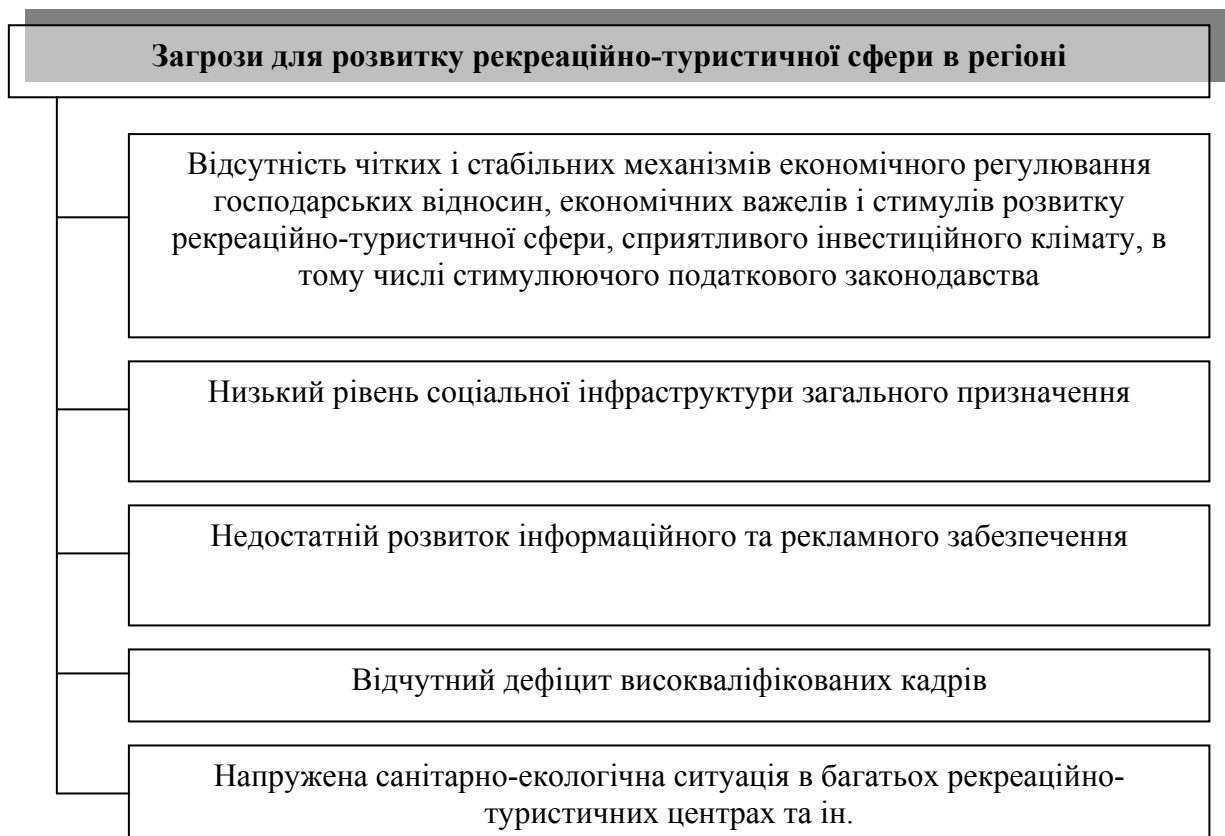 Загрози для розвитку рекреаційно-туристичної сфери в регіоні
Відсутність чітких і стабільних механізмів економічного регулювання
господарських відносин, економічних важелів і стимулів розвитку
рекреаційно-туристичної сфери, сприятливого інвестиційного клімату, в
тому числі стимулюючого податкового законодавства
Низький рівень соціальної інфраструктури загального призначення
Недостатній розвиток інформаційного та рекламного забезпечення
Відчутний дефіцит висококваліфікованих кадрів
Напружена санітарно-екологічна ситуація в багатьох рекреаційно-
туристичних центрах та ін.